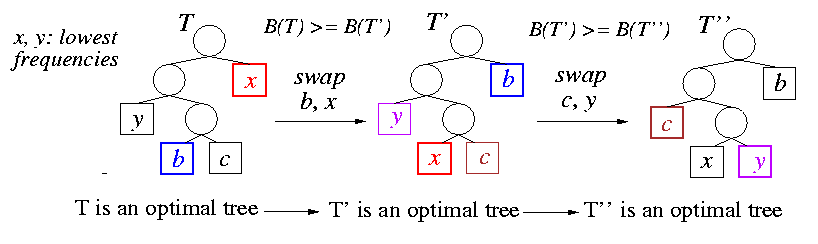 T
B(T) >= B(T')
T'
B(T') >= B(T'')
T''
x, y: lowest
frequencies
x
swap
b, x
b
swap
c, y
b
y
y
c
b
c
x
c
x
y
T is an optimal tree
T' is an optimal tree
T'' is an optimal tree